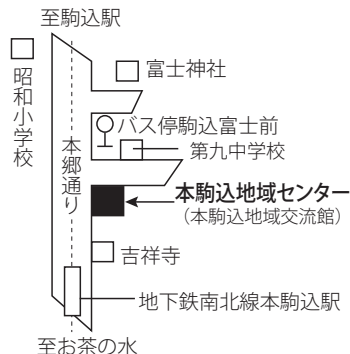 至駒込駅
昭和小学校
富士神社
バス停駒込富士前
第九中学校
本郷通り
本駒込地域センター
（本駒込地域交流館）
吉祥寺
地下鉄南北線本駒込駅
至お茶の水